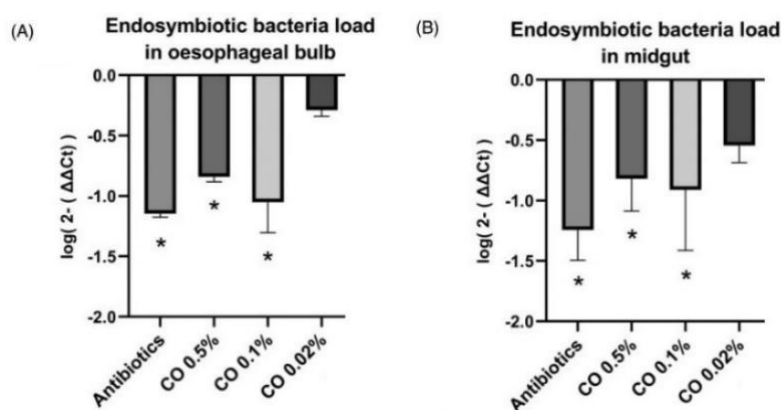 (A)
Endosymbiotic bacteria load
in oesophageal bulb
log( 2- ( ΔΔCt) )
0.0
-0.5
-1.0
-1.5
-2.0
*
*
*
Antibiotics
CO 0.5%
CO 0.1%
CO 0.02%
(B)
Endosymbiotic bacteria load
in midgut
log( 2- ( ΔΔCt) )
0.0
-0.5
-1.0
-1.5
-2.0
*
*
*
Antibiotics
CO 0.5%
CO 0.1%
CO 0.02%